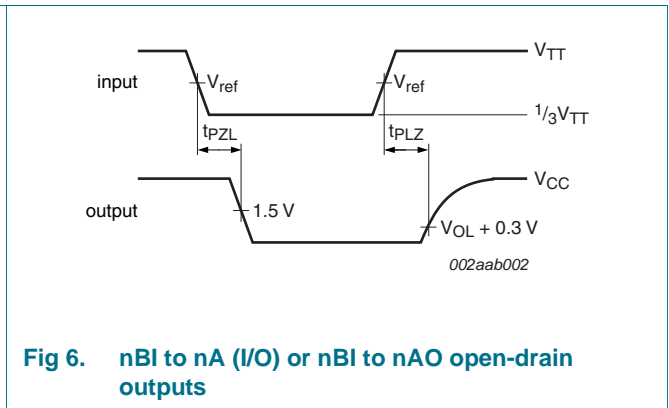 V_TT
input
V_ref
V_ref
1/3V_TT
t_PZL
t_PLZ
V_CC
output
1.5 V
V_OL + 0.3 V
002aab002
Fig 6. nBI to nA (I/O) or nBI to nAO open-drain
outputs